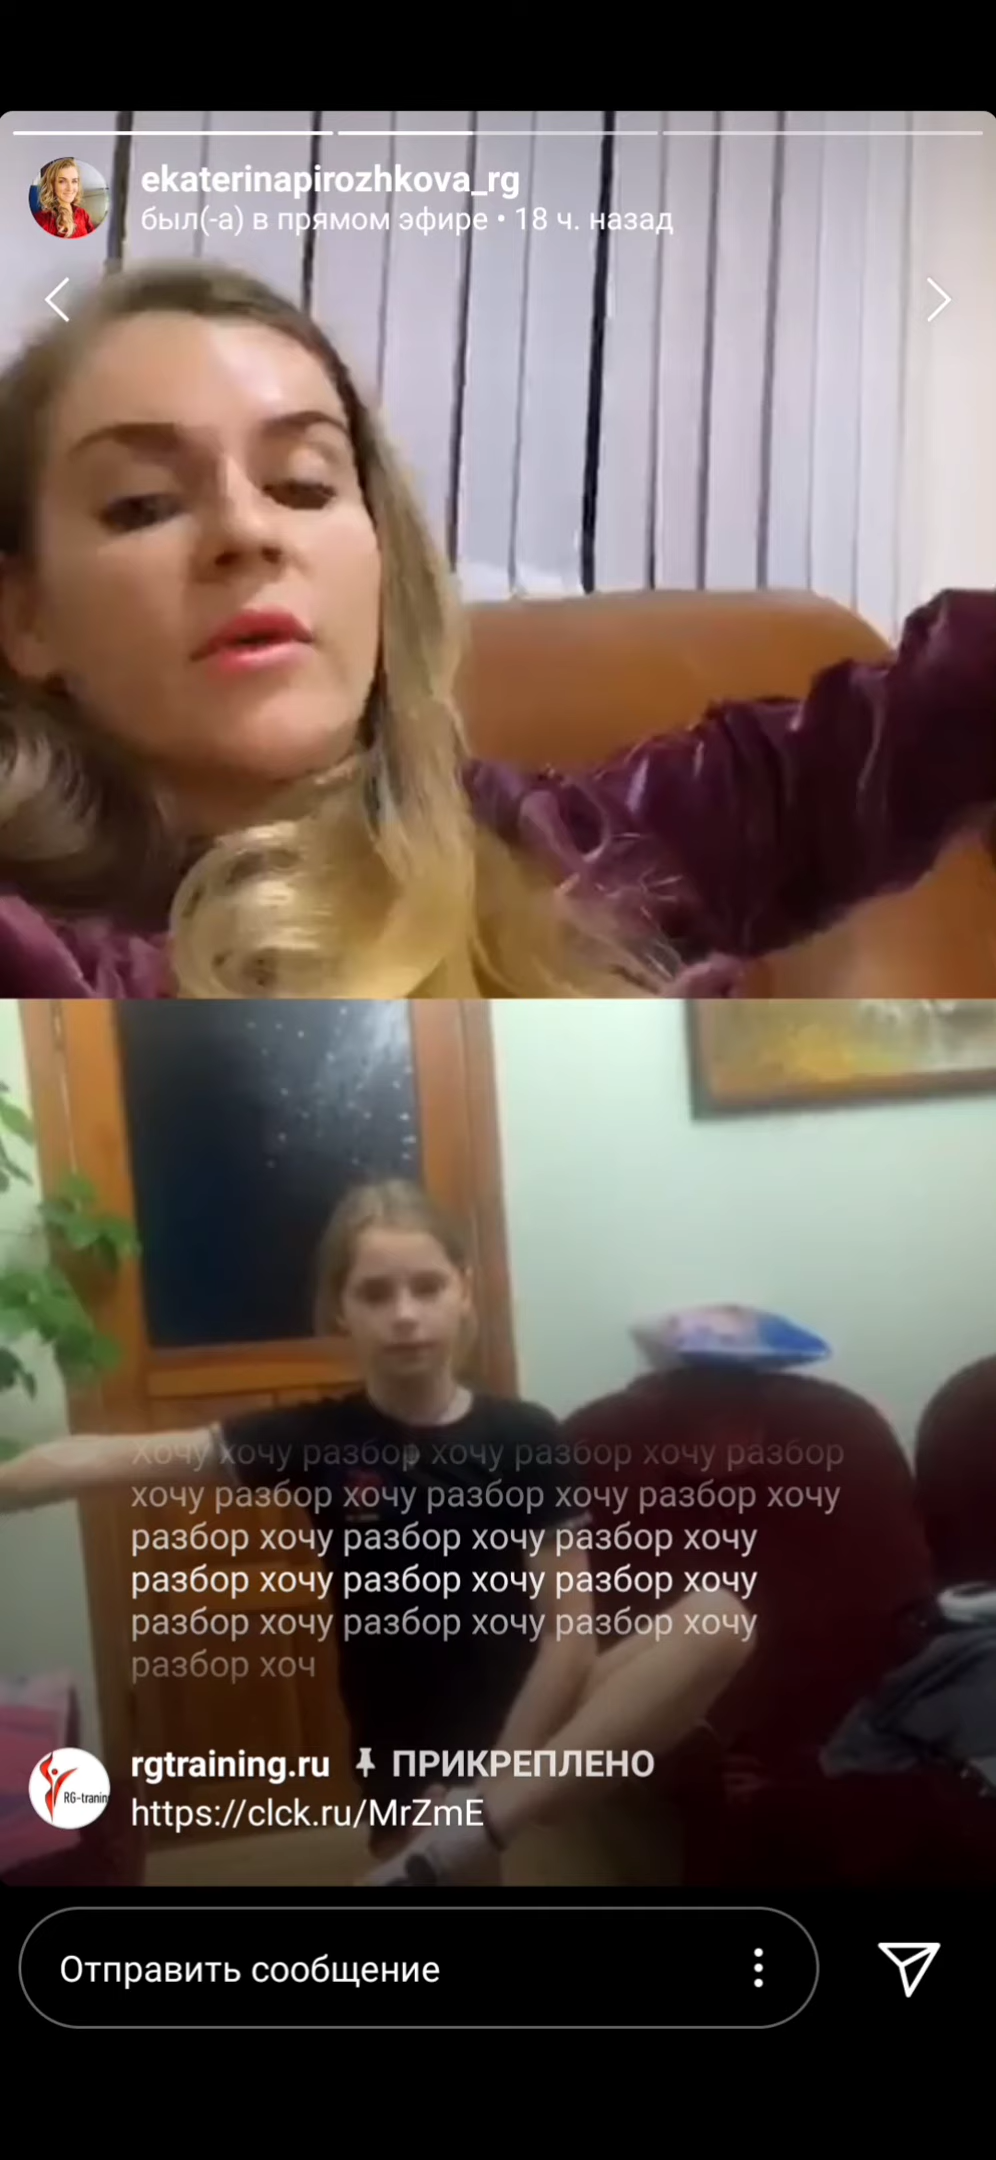 ekaterinapirozhkova_rg
был(-а) в прямом эфире • 18 ч. назад
Хочу хочу разбор хочу разбор хочу разбор
хочу разбор хочу разбор хочу разбор хочу
разбор хочу разбор хочу разбор хочу
разбор хочу разбор хочу разбор хочу
разбор хочу разбор хочу разбор хочу
разбор хоч
RG-tranin
rgtraining.ru ПРИКРЕПЛЕНО
https://clck.ru/MrZmE
Отправить сообщение